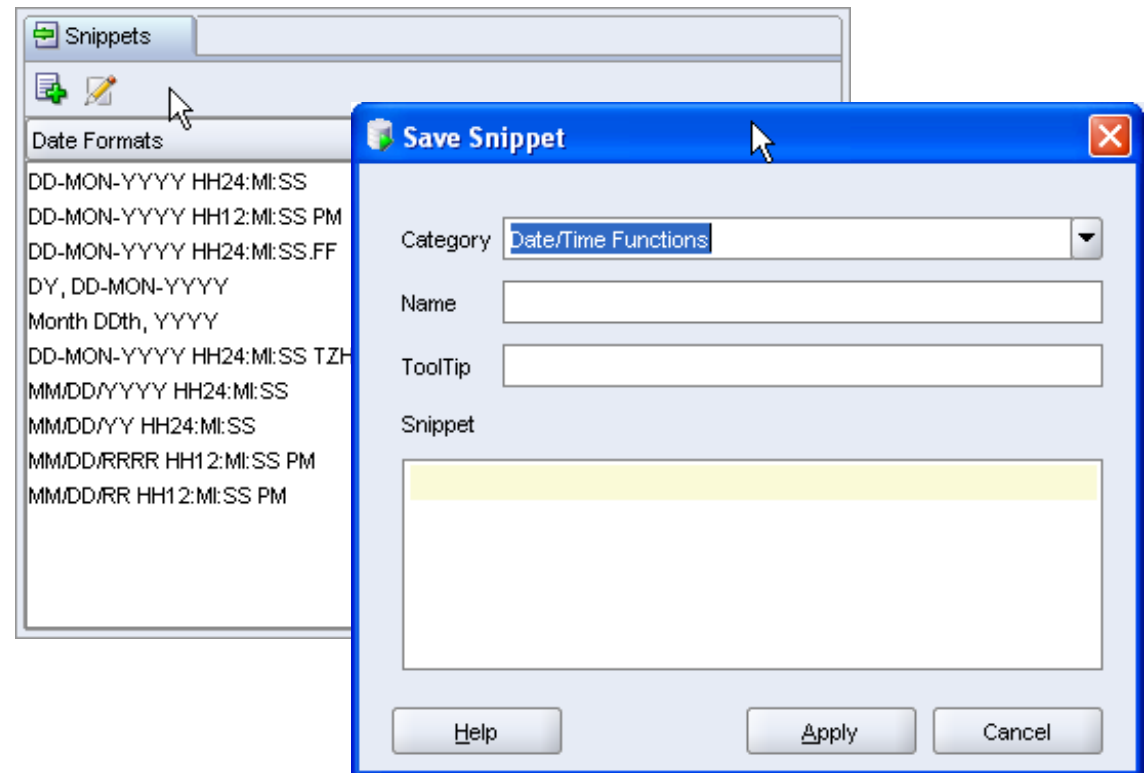 Snippets
Date Formats
DD-MON-YYYY HH24:MI:SS
DD-MON-YYYY HH12:MI:SS PM
DD-MON-YYYY HH24:MI:SS.FF
DY, DD-MON-YYYY
Month DDth, YYYY
DD-MON-YYYY HH24:MI:SS TZH
MM/DD/YYYY HH24:MI:SS
MM/DD/YY HH24:MI:SS
MM/DD/RRRR HH12:MI:SS PM
MM/DD/RR HH12:MI:SS PM
Save Snippet
Category Date/Time Functions
Name
ToolTip
Snippet
Help Apply Cancel